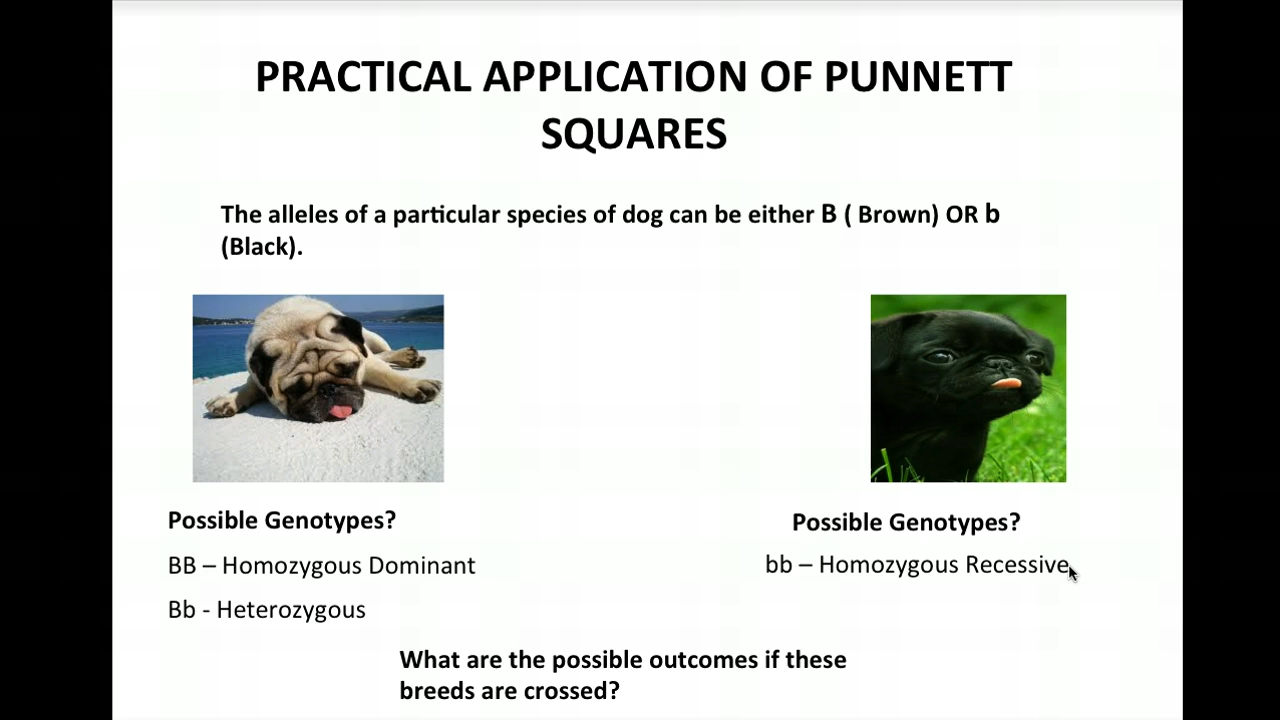 PRACTICAL APPLICATION OF PUNNETT
SQUARES
The alleles of a particular species of dog can be either B ( Brown) OR b
(Black).
Possible Genotypes?
BB – Homozygous Dominant
Bb - Heterozygous
Possible Genotypes?
bb – Homozygous Recessive
What are the possible outcomes if these
breeds are crossed?